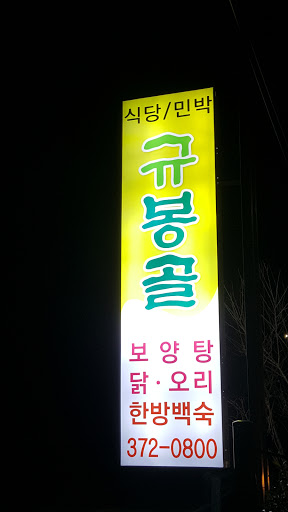 식당/민박
규봉골
보양탕
닭·오리
한방백숙
372-0800